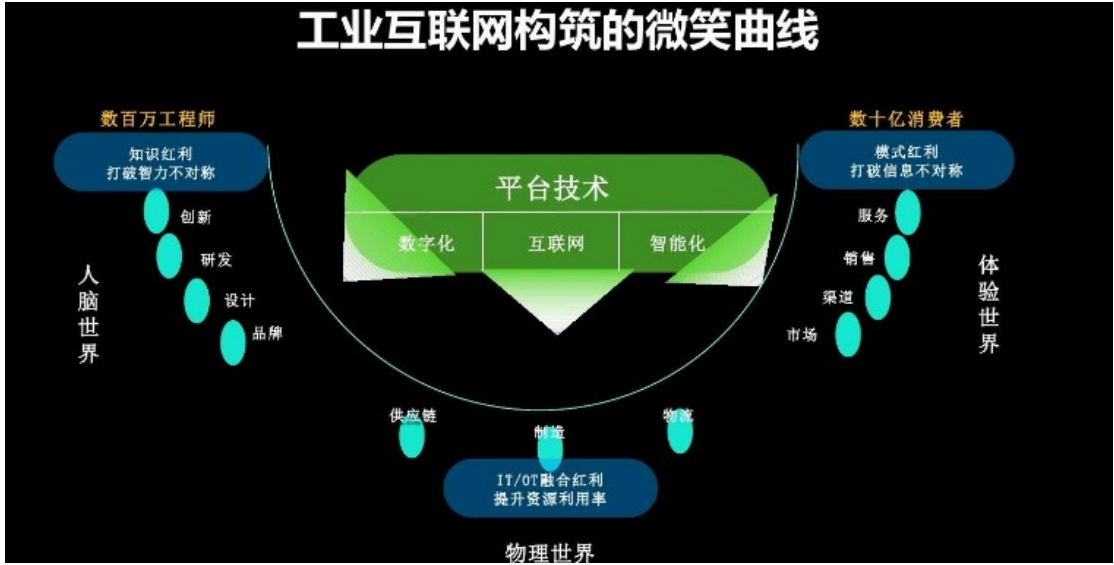 工业互联网构筑的微笑曲线
数百万工程师
知识红利
打破智力不对称
创新
研发
设计
品牌
人脑世界
平台技术
数字化 互联网 智能化
数十亿消费者
模式红利
打破信息不对称
服务
销售
渠道
市场
体验世界
供应链
制造
物流
IT/OT融合红利
提升资源利用率
物理世界